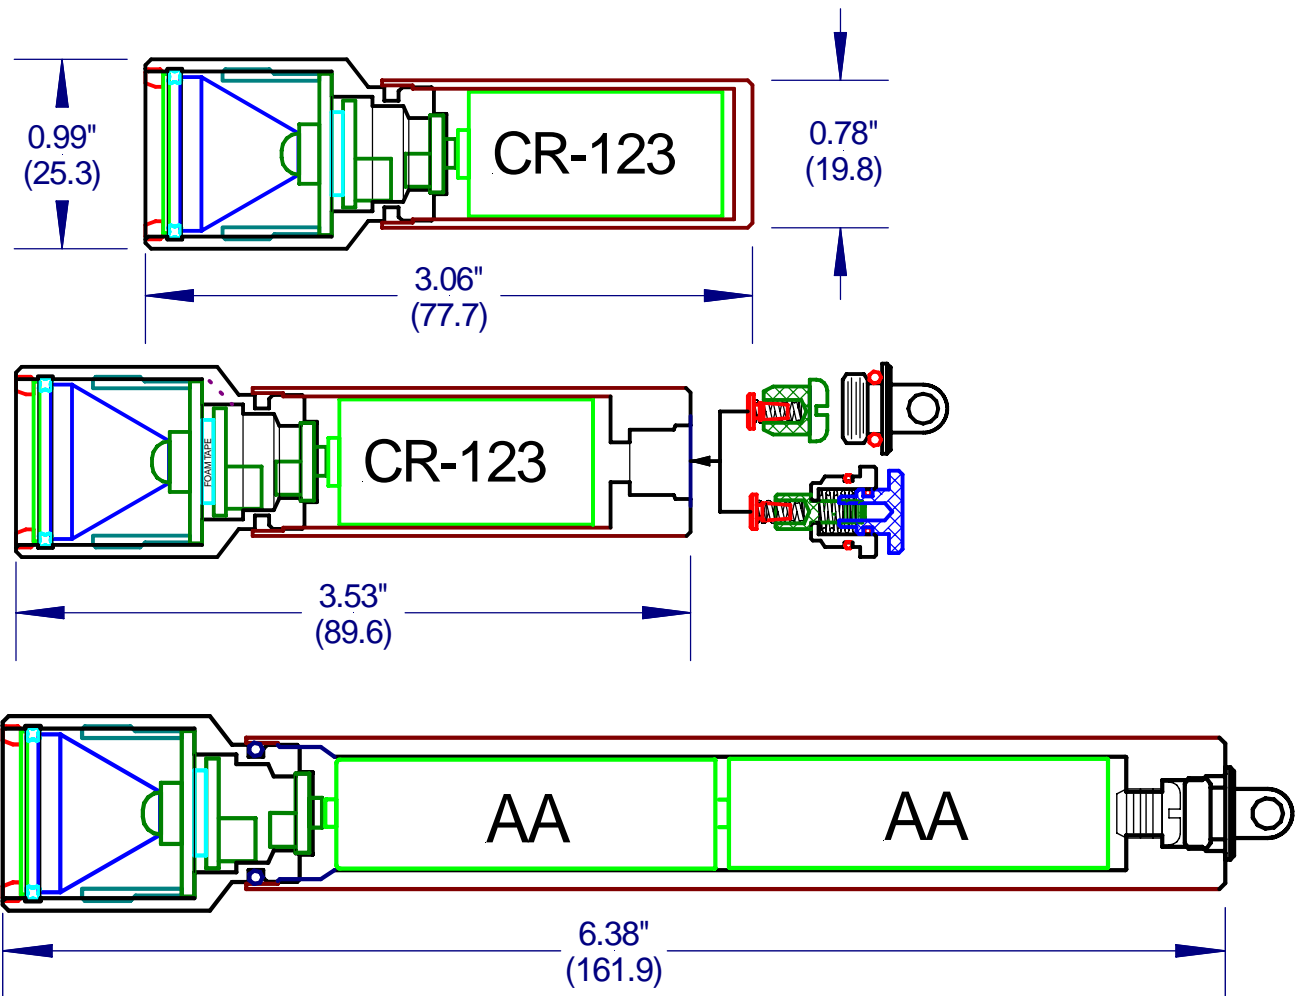 0.99"
(25.3)
CR-123
0.78"
(19.8)
3.06"
(77.7)
FOAM TAPE
CR-123
3.53"
(89.6)
AA
AA
6.38"
(161.9)